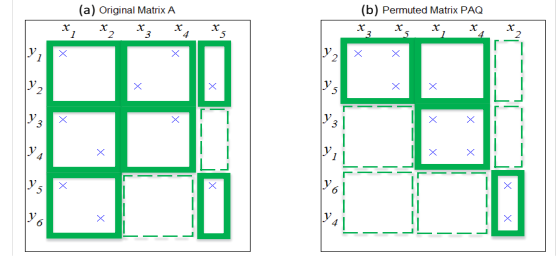 (a) Original Matrix A
x1 x2 x3 x4 x5
y1
y2
y3
y4
y5
y6
(b) Permuted Matrix PAQ
x3 x5 x1 x4 x2
y2
y5
y3
y1
y6
y4